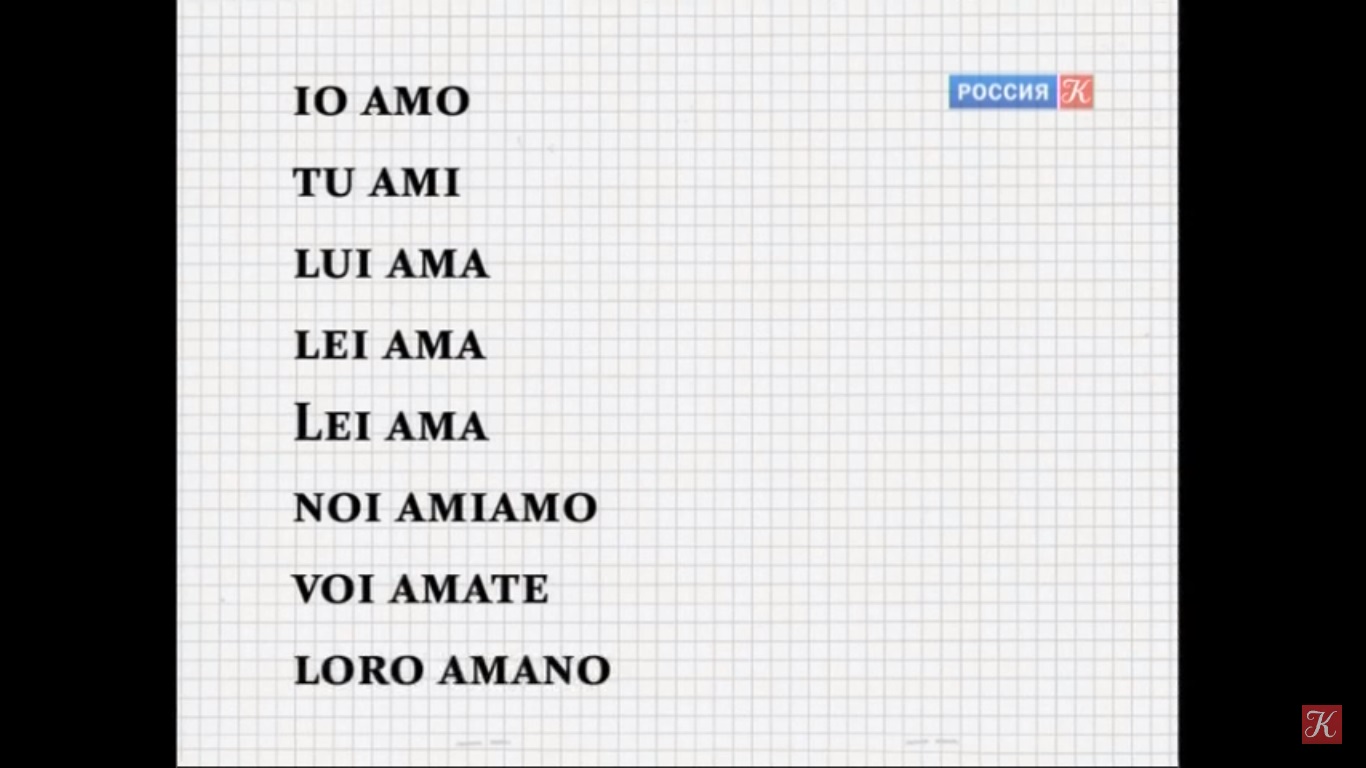 IO AMO
РОССИЯ К
TU AMI
LUI AMA
LEI AMA
LEI AMA
NOI AMIAMO
VOI AMATE
LORO AMANO
К